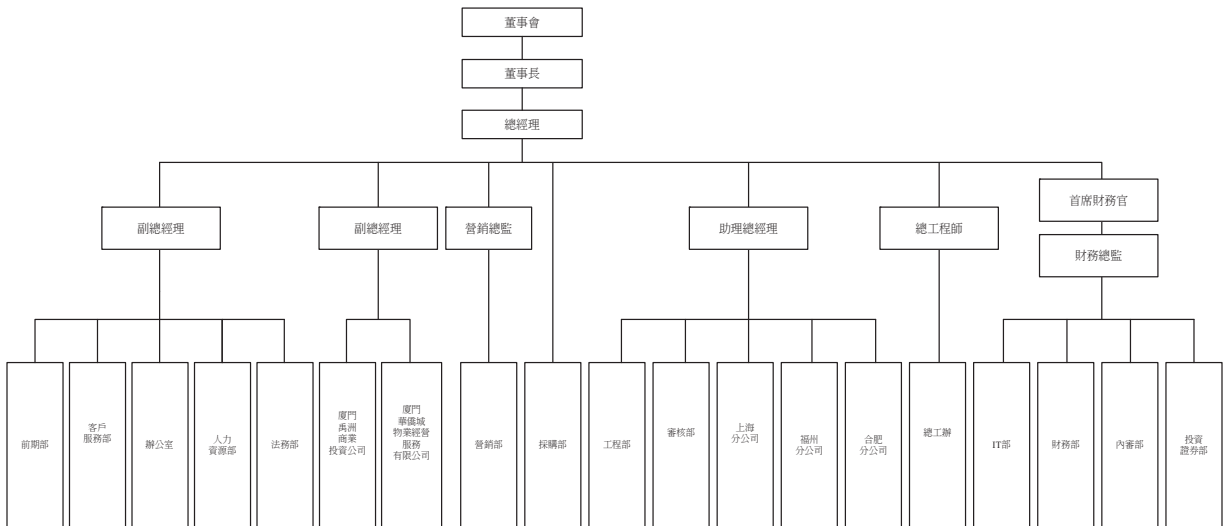 董事會
董事長
總經理
首席財務官
副總經理
副總經理
營銷總監
助理總經理
總工程師
財務總監
前期部
客戶
服務部
辦公室
人力
資源部
法務部
廈門
禹洲
商業
投資公司
廈門
華僑城
物業經營
服務
有限公司
營銷部
採購部
工程部
審核部
上海
分公司
福州
分公司
合肥
分公司
總工辦
IT部
財務部
內審部
投資
證券部